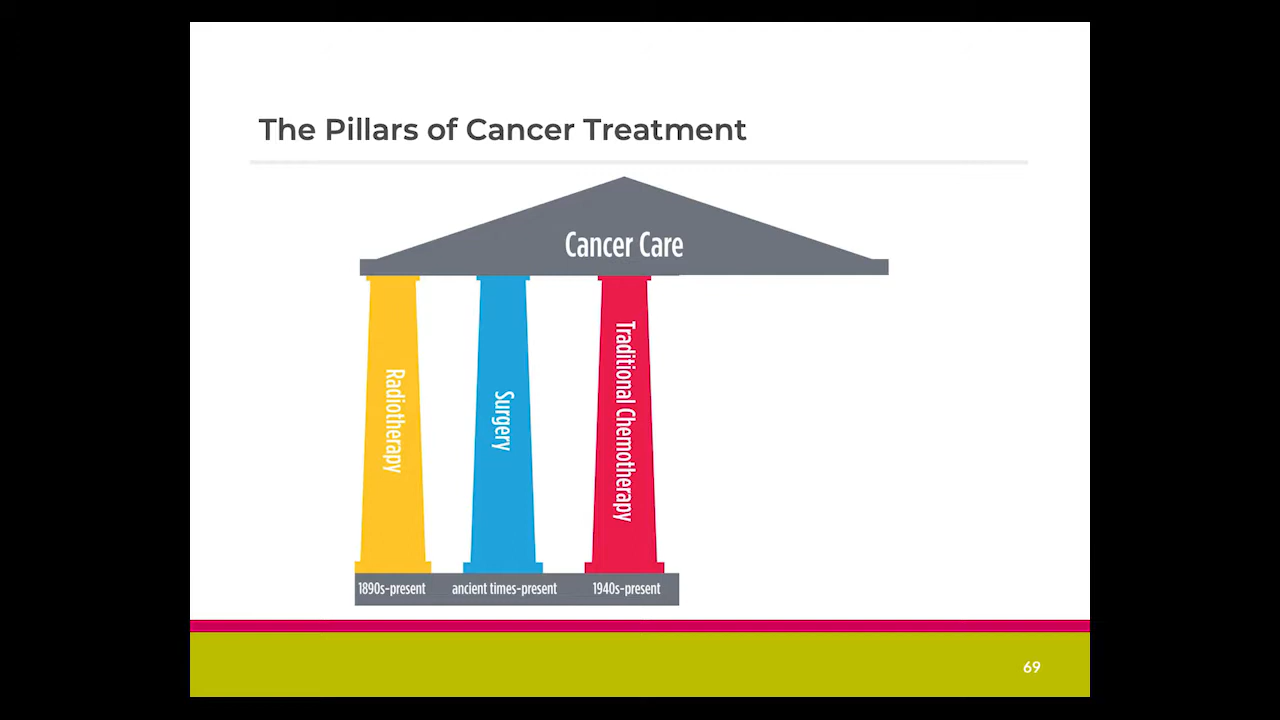 The Pillars of Cancer Treatment
Cancer Care
Radiotherapy
Surgery
Traditional Chemotherapy
1890s-present
ancient times-present
1940s-present
69